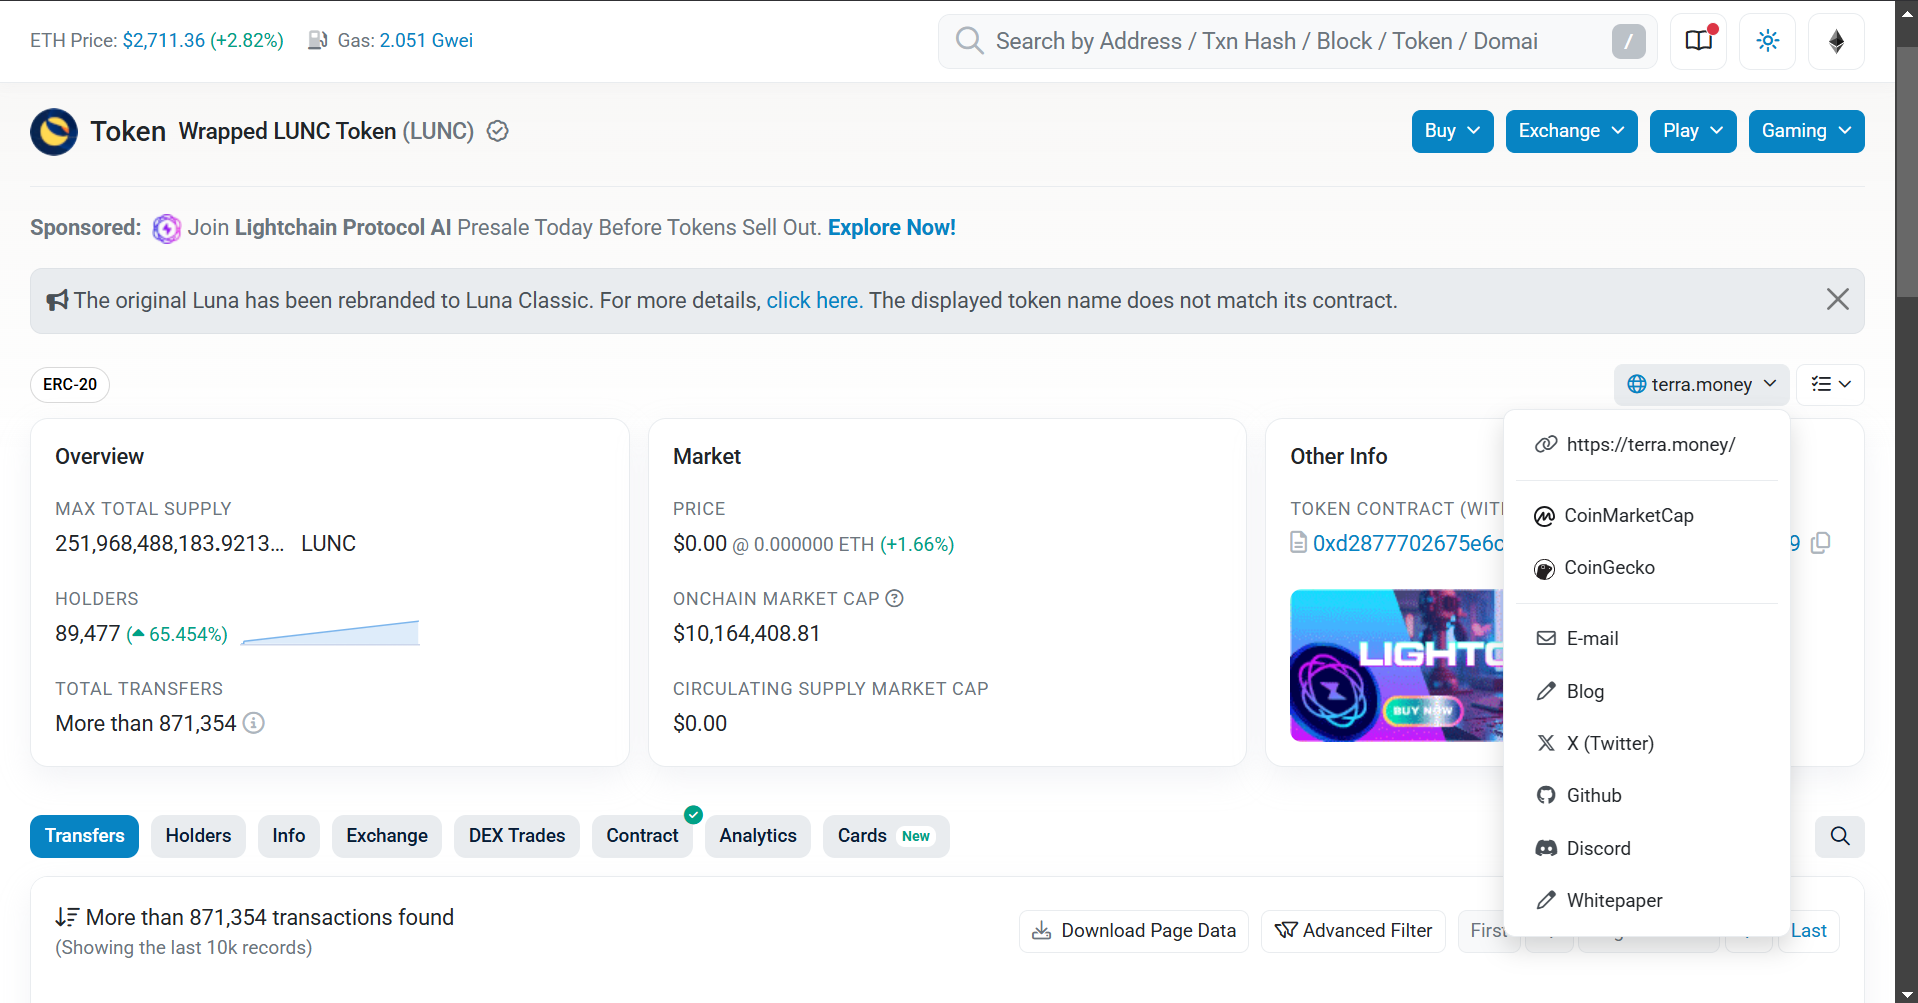 ETH Price: $2,711.36 (+2.82%) Gas: 2.051 Gwei
Search by Address / Txn Hash / Block / Token / Domai
/
Token Wrapped LUNC Token (LUNC)
Buy
Exchange
Play
Gaming
Sponsored: Join Lightchain Protocol AI Presale Today Before Tokens Sell Out. Explore Now!
The original Luna has been rebranded to Luna Classic. For more details, click here. The displayed token name does not match its contract.
ERC-20
terra.money
Overview
MAX TOTAL SUPPLY
251,968,488,183.9213... LUNC
HOLDERS
89,477 (65.454%)
TOTAL TRANSFERS
More than 871,354
Market
PRICE
$0.00 @ 0.000000 ETH (+1.66%)
ONCHAIN MARKET CAP
$10,164,408.81
CIRCULATING SUPPLY MARKET CAP
$0.00
Other Info
TOKEN CONTRACT (WIT
0xd2877702675e6c
9
LIGHTC
BUY NOW
https://terra.money/
CoinMarketCap
CoinGecko
E-mail
Blog
X (Twitter)
Github
Discord
Whitepaper
Transfers
Holders
Info
Exchange
DEX Trades
Contract
Analytics
Cards New
More than 871,354 transactions found
(Showing the last 10k records)
Download Page Data
Advanced Filter
First
Last